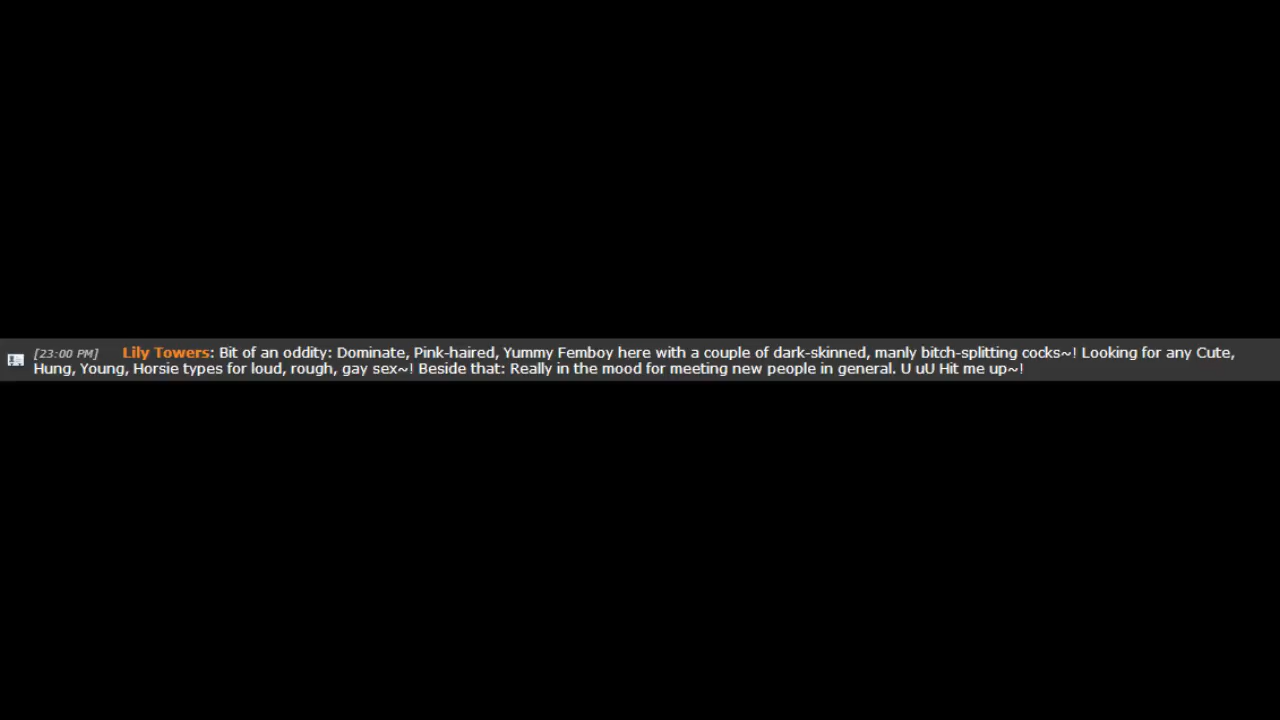 [23:00 PM] Lily Towers: Bit of an oddity: Dominate, Pink-haired, Yummy Femboy here with a couple of dark-skinned, manly bitch-splitting cocks~! Looking for any Cute,
Hung, Young, Horsie types for loud, rough, gay sex~! Beside that: Really in the mood for meeting new people in general. U uU Hit me up~!